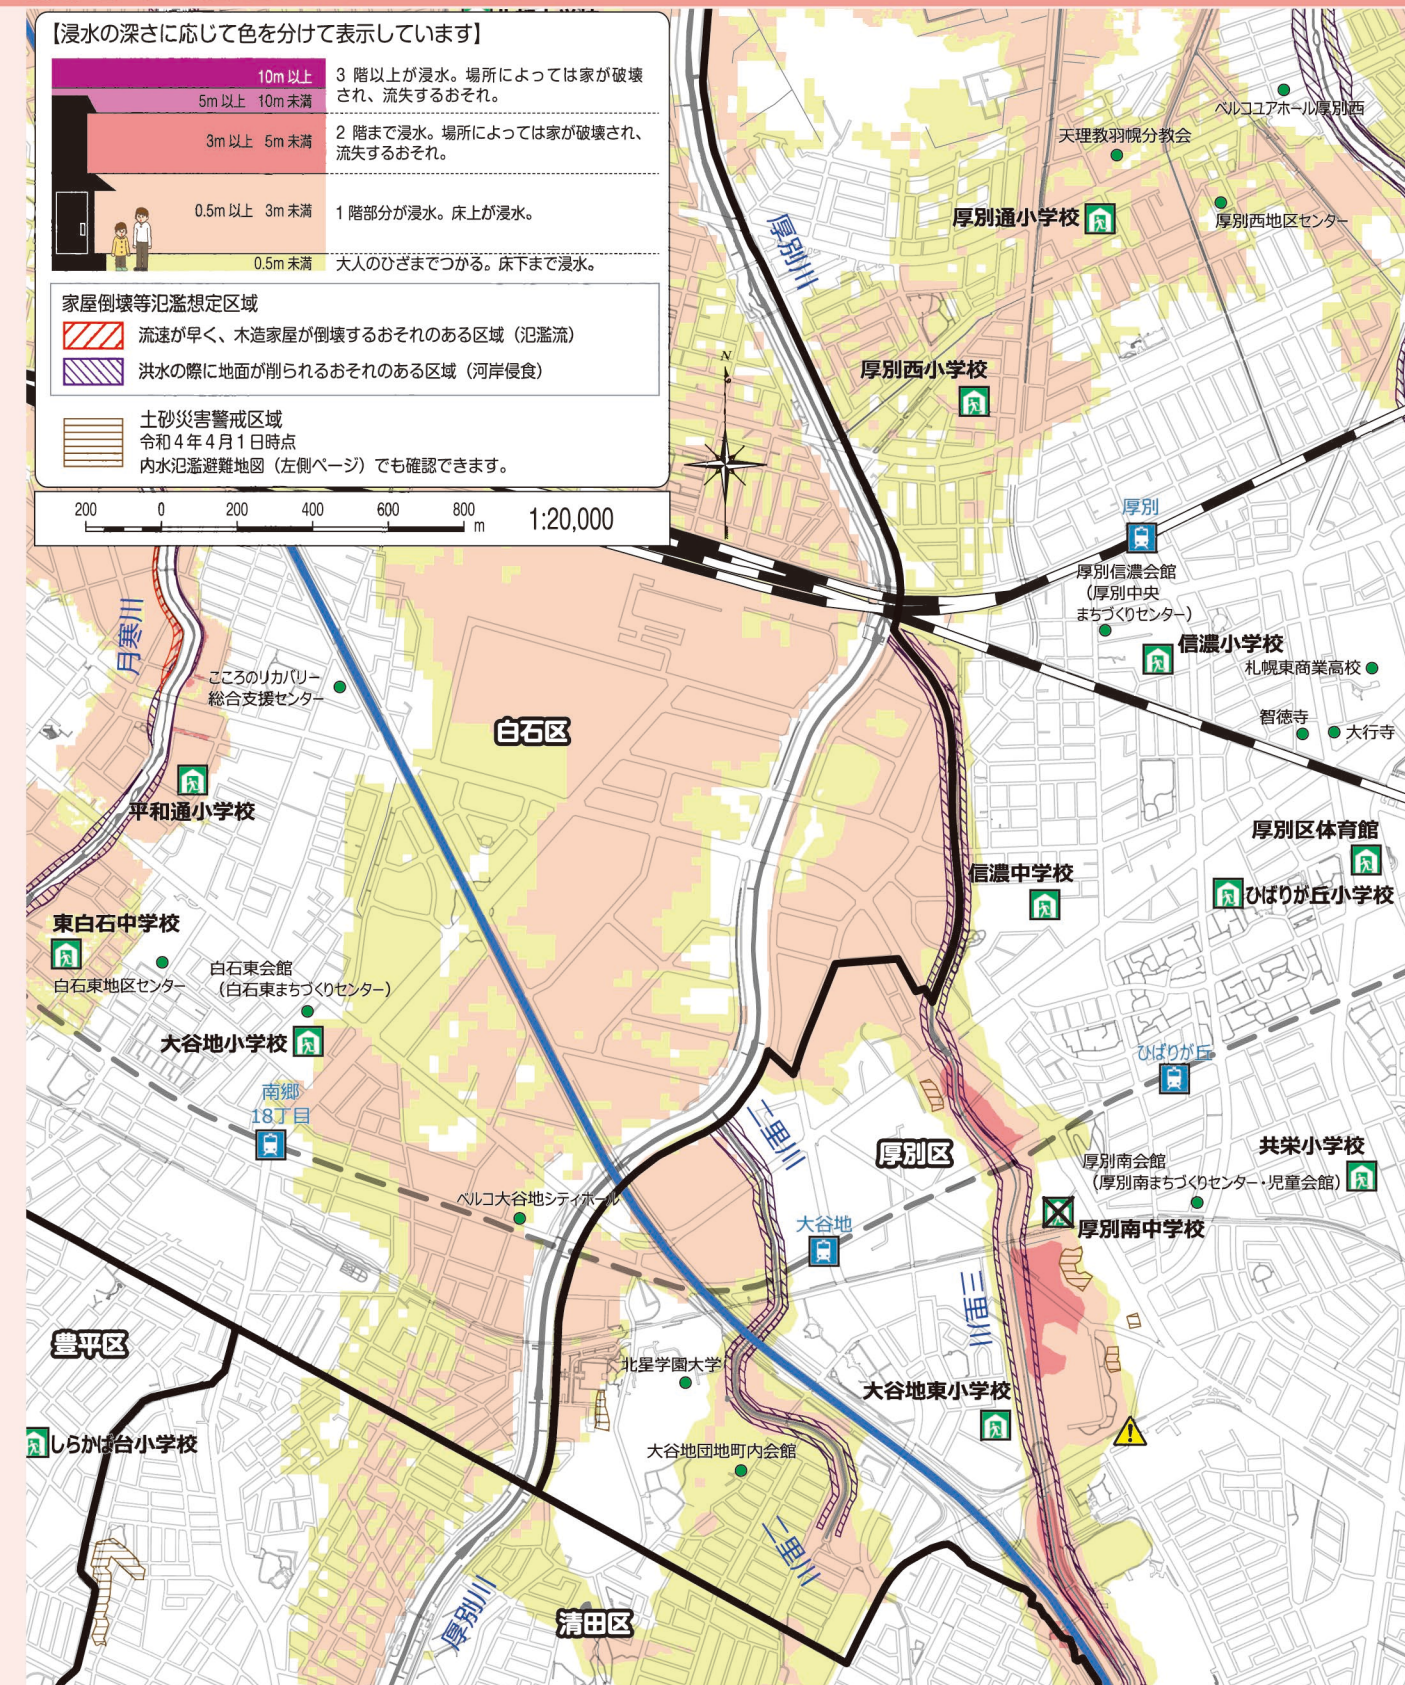 【浸水の深さに応じて色を分けて表示しています】
10m 以上
3 階以上が浸水。場所によっては家が破壊
され、流失するおそれ。
5m 以上 10m 未満
3m 以上 5m 未満
2 階まで浸水。場所によっては家が破壊され、
流失するおそれ。
0.5m 以上 3m 未満
1 階部分が浸水。床上が浸水。
0.5m 未満
大人のひざまでつかる。床下まで浸水。
家屋倒壊等氾濫想定区域
流速が早く、木造家屋が倒壊するおそれのある区域（氾濫流）
洪水の際に地面が削られるおそれのある区域（河岸侵食）
土砂災害警戒区域
令和４年４月１日時点
内水氾濫避難地図（左側ページ）でも確認できます。
200 0 200 400 600 800 m
1:20,000
N
ベルコユアホール厚別西
天理教羽幌分教会
厚別通小学校
厚別西地区センター
厚別川
厚別西小学校
厚別
厚別信濃会館
（厚別中央
まちづくりセンター）
信濃小学校
札幌東商業高校
智徳寺
大行寺
月寒川
こころのリカバリー
総合支援センター
白石区
平和通小学校
厚別区体育館
信濃中学校
ひばりが丘小学校
東白石中学校
白石東地区センター
白石東会館
（白石東まちづくりセンター）
大谷地小学校
ひばりが丘
南郷
18丁目
二里川
厚別区
共栄小学校
厚別南会館
（厚別南まちづくりセンター・児童会館）
ベルコ大谷地シティホール
大谷地
厚別南中学校
三里川
豊平区
北星学園大学
大谷地東小学校
しらかば台小学校
大谷地団地町内会館
二里川
厚別川
清田区